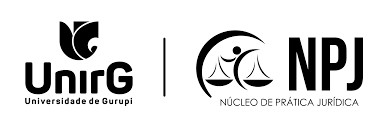 UnirG
Universidade de Gurupi
NPJ
NÚCLEO DE PRÁTICA JURÍDICA